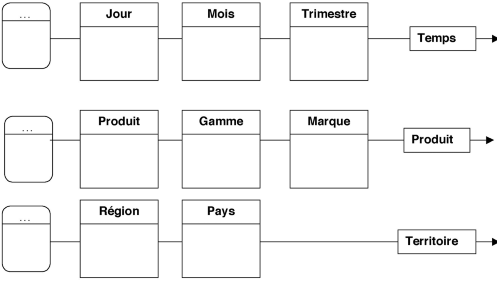 ... Jour Mois Trimestre Temps
... Produit Gamme Marque Produit
... Région Pays Territoire